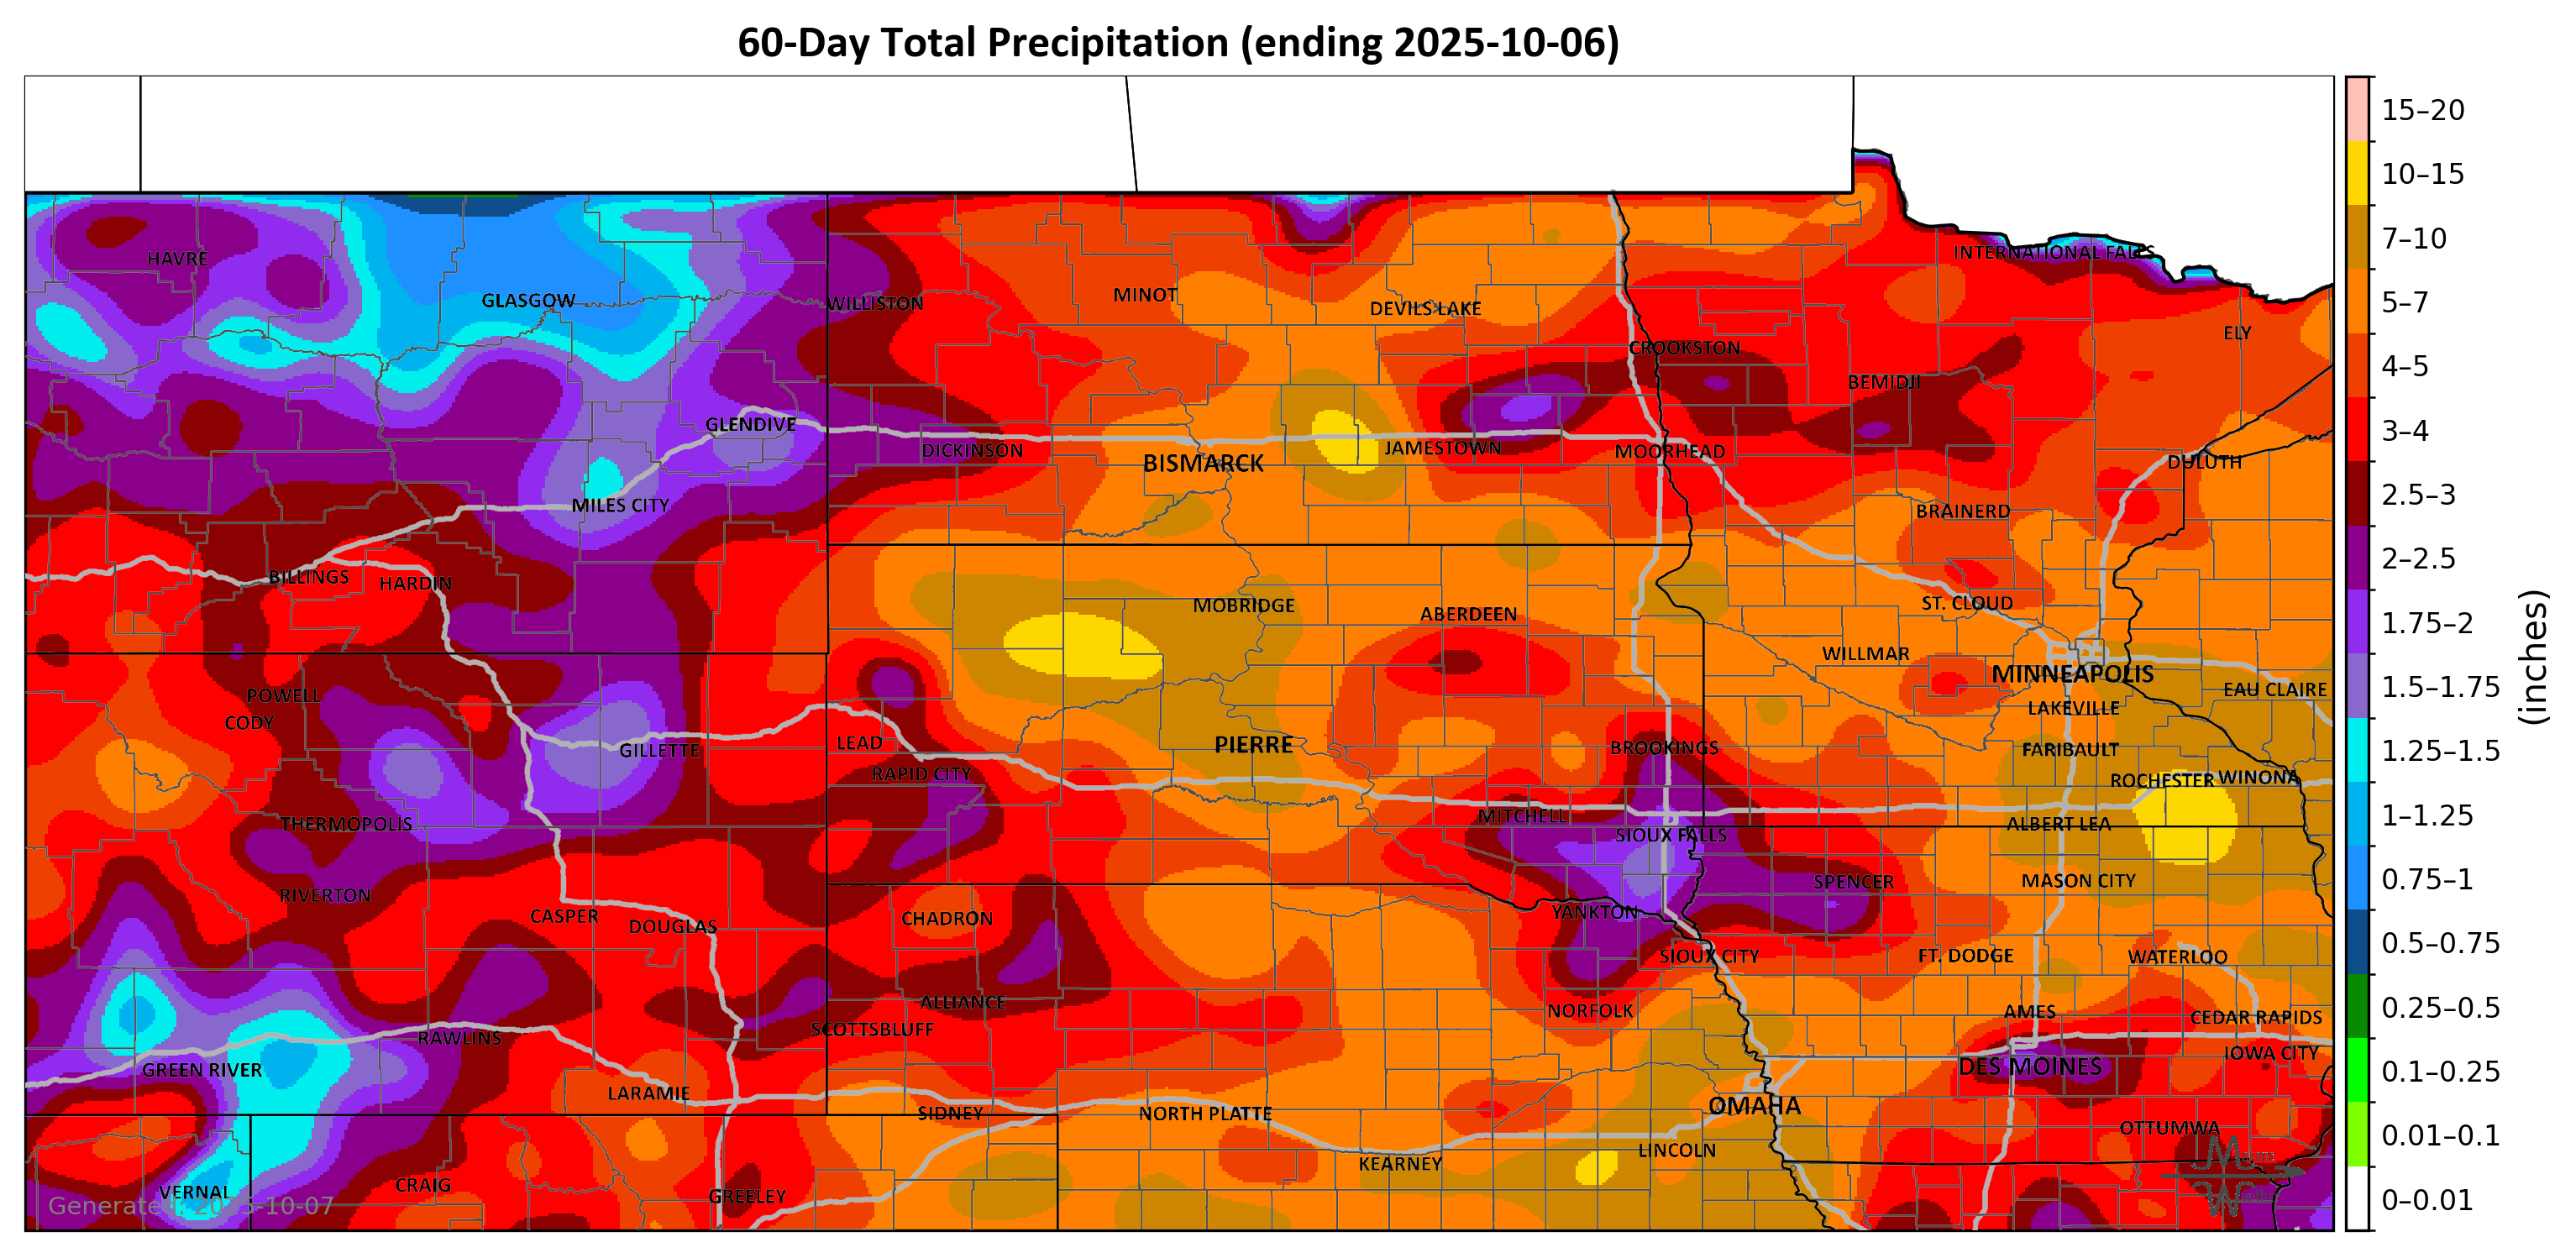 60-Day Total Precipitation (ending 2025-10-06)
15–20
10–15
7–10
5–7
4–5
3–4
2.5–3
2–2.5
1.75–2
1.5–1.75
1.25–1.5
1–1.25
0.75–1
0.5–0.75
0.25–0.5
0.1–0.25
0.01–0.1
0–0.01
(inches)
INTERNATIONAL FALLS
HAVRE
GLASGOW
WILLISTON
MINOT
DEVILS LAKE
ELY
CROOKSTON
BEMIDJI
GLENDIVE
DICKINSON
BISMARCK
JAMESTOWN
MOORHEAD
DULUTH
MILES CITY
BRAINERD
BILLINGS
HARDIN
MOBRIDGE
ABERDEEN
ST. CLOUD
WILLMAR
MINNEAPOLIS
EAU CLAIRE
POWELL
CODY
LAKEVILLE
GILLETTE
LEAD
PIERRE
BROOKINGS
FARIBAULT
RAPID CITY
ROCHESTER
WINONA
THERMOPOLIS
MITCHELL
SIOUX FALLS
ALBERT LEA
RIVERTON
SPENCER
MASON CITY
CASPER
DOUGLAS
CHADRON
YANKTON
SIOUX CITY
FT. DODGE
WATERLOO
ALLIANCE
NORFOLK
AMES
CEDAR RAPIDS
SCOTTSBLUFF
RAWLINS
GREEN RIVER
DES MOINES
IOWA CITY
LARAMIE
SIDNEY
NORTH PLATTE
OMAHA
OTTUMWA
LINCOLN
KEARNEY
VERNAL
CRAIG
GREELEY
Generated: 2025-10-07